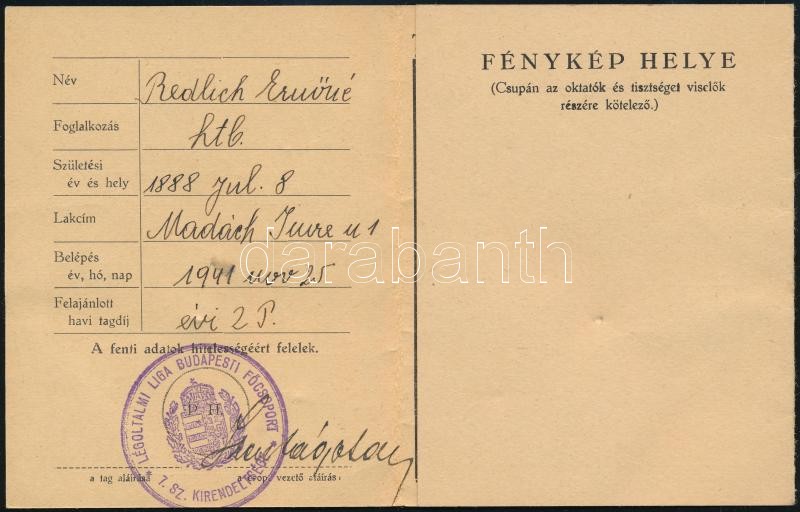 Név Redlich Ernőné
Foglalkozás htb.
Születési
év és hely 1888 jul. 8
Lakcím Madách Imre u 1
Belépés
év, hó, nap 1941 nov 25
Felajánlott
havi tagdíj évi 2 P.
A fenti adatok hitelességéért felelek.
LÉGOLTALMI LIGA BUDAPESTI FŐCSOPORT
P. H.
* 7. SZ. KIRENDELTSÉGE *
a tag aláírása a csop. vezető aláírás
FÉNYKÉP HELYE
(Csupán az oktatók és tisztséget viselők
részére kötelező.)
darabanth